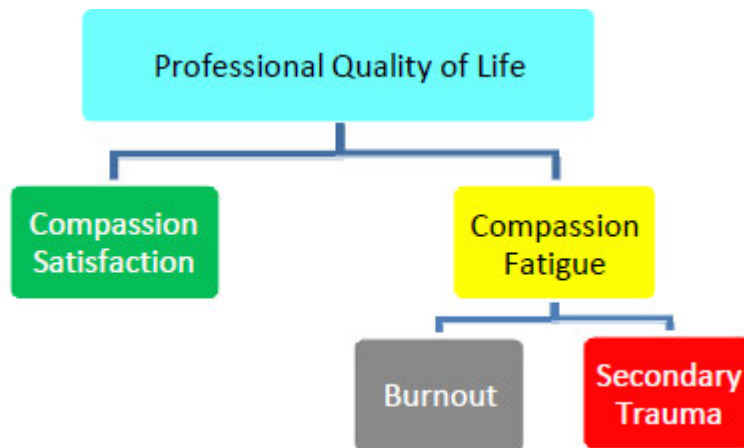 Professional Quality of Life
Compassion
Satisfaction
Compassion
Fatigue
Burnout
Secondary
Trauma